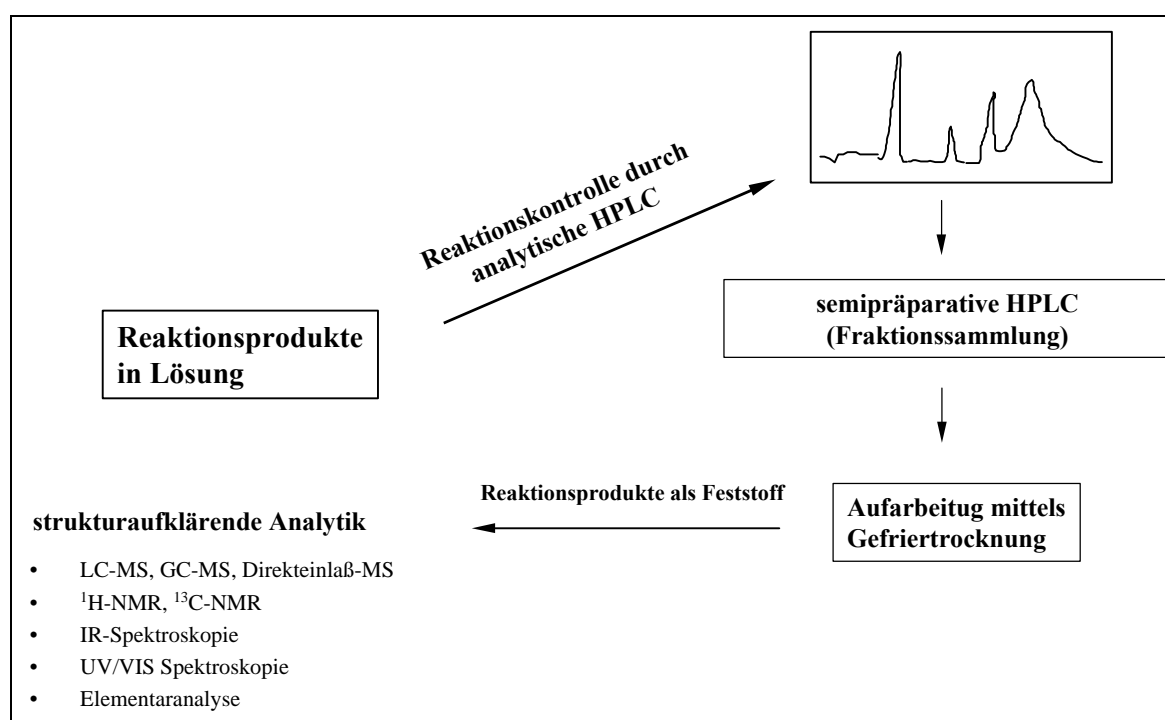 Reaktionskontrolle durch
analytische HPLC
semipräparative HPLC
(Fraktionssammlung)
Reaktionsprodukte
in Lösung
Reaktionsprodukte als Feststoff
Aufarbeitug mittels
Gefriertrocknung
strukturaufklärende Analytik
• LC-MS, GC-MS, Direkteinlaß-MS
• ¹H-NMR, ¹³C-NMR
• IR-Spektroskopie
• UV/VIS Spektroskopie
• Elementaranalyse